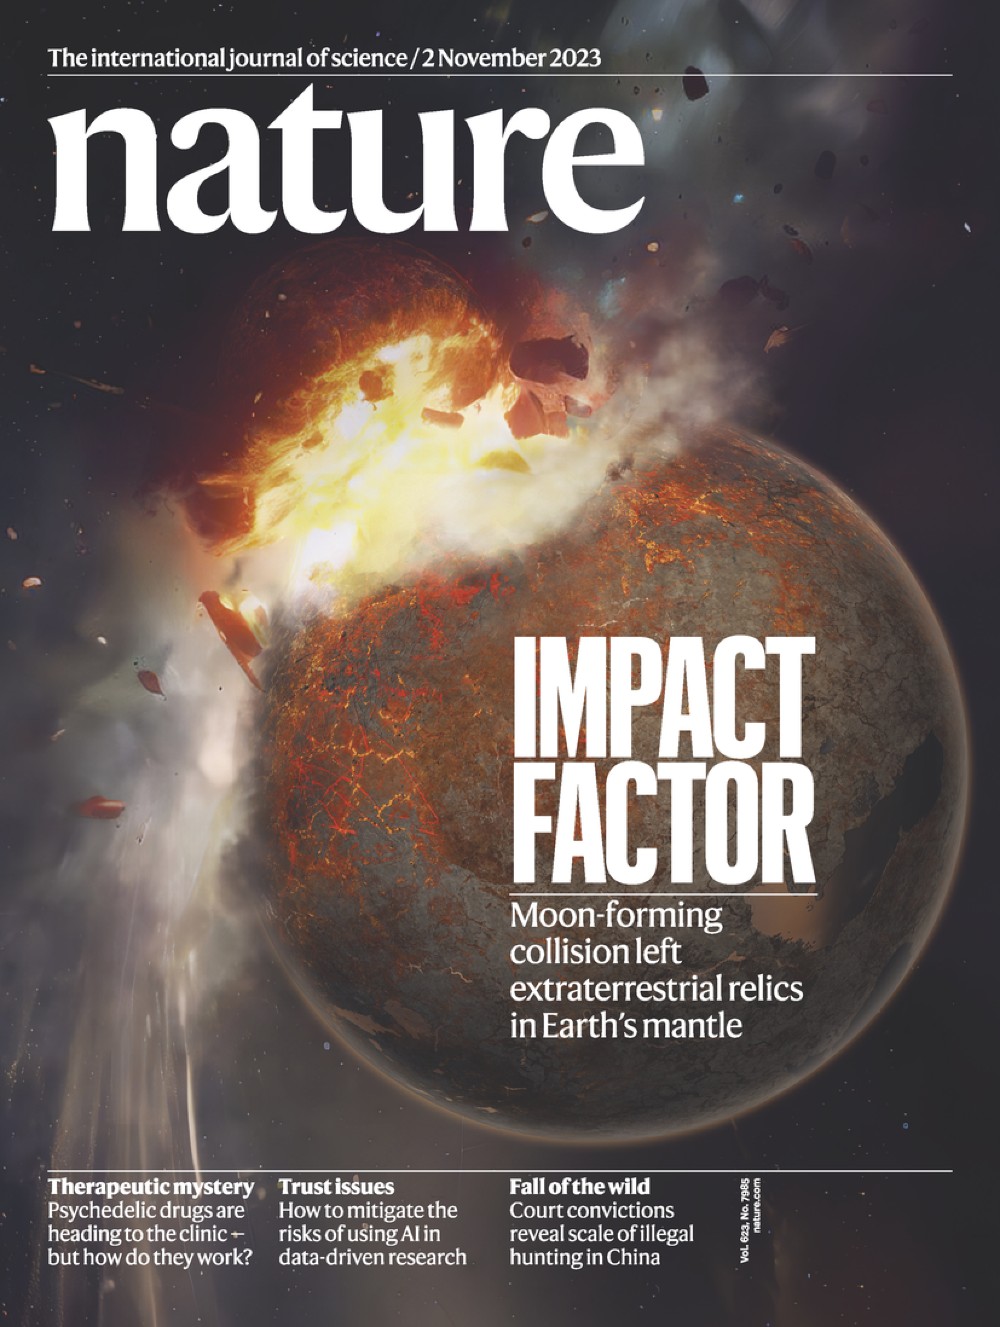 The international journal of science / 2 November 2023
nature
IMPACT
FACTOR
Moon-forming
collision left
extraterrestrial relics
in Earth's mantle
Therapeutic mystery
Psychedelic drugs are
heading to the clinic –
but how do they work?
Trust issues
How to mitigate the
risks of using AI in
data-driven research
Fall of the wild
Court convictions
reveal scale of illegal
hunting in China
Vol. 623, No. 7985
nature.com